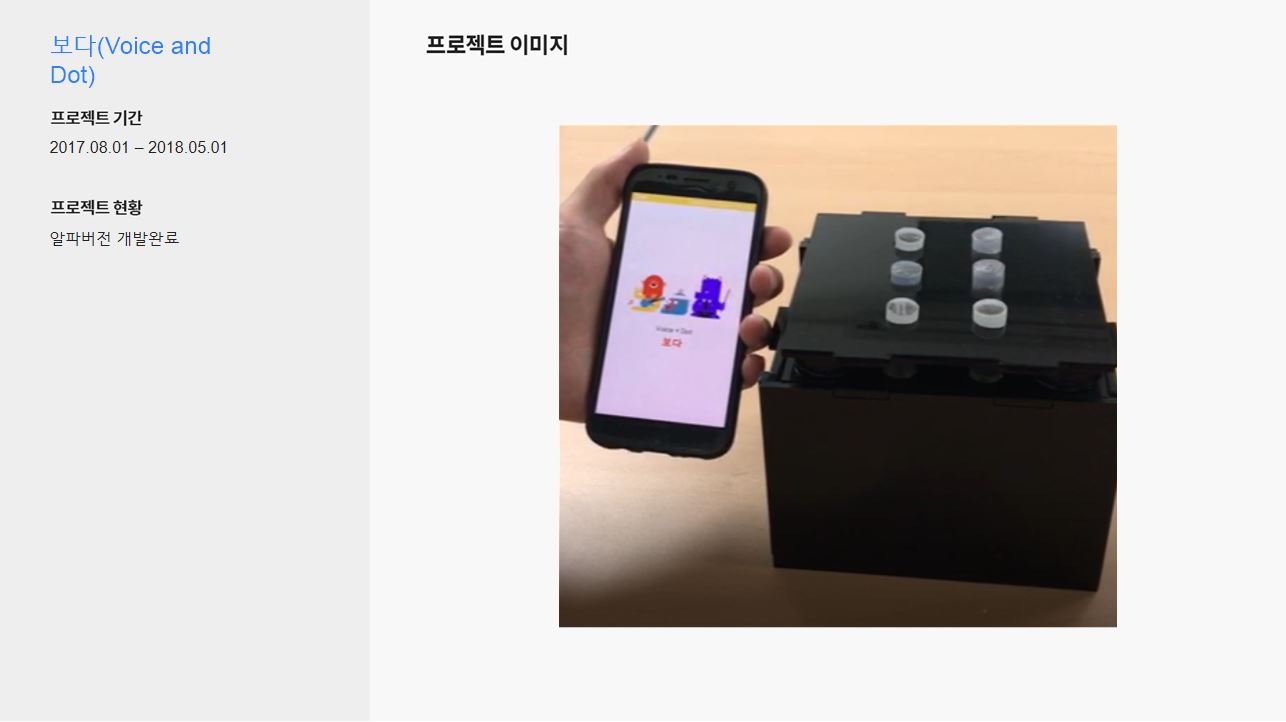 보다(Voice and
Dot)
프로젝트 기간
2017.08.01 – 2018.05.01
프로젝트 현황
알파버전 개발완료
프로젝트 이미지
Voice + Dot
보다